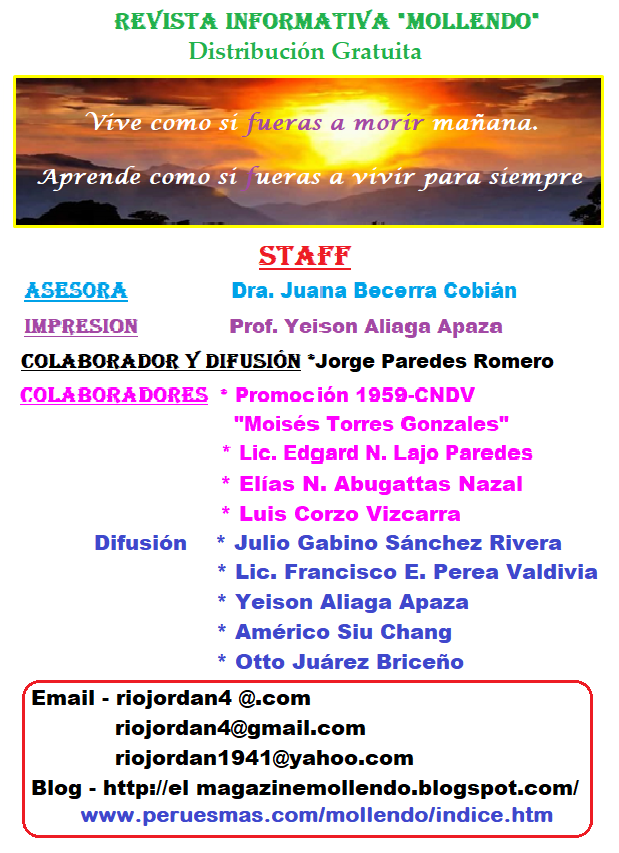 REVISTA INFORMATIVA "MOLLENDO"
Distribución Gratuita
Vive como si fueras a morir mañana.
Aprende como si fueras a vivir para siempre
STAFF
ASESORA Dra. Juana Becerra Cobián
IMPRESION Prof. Yeison Aliaga Apaza
COLABORADOR Y DIFUSIÓN *Jorge Paredes Romero
COLABORADORES * Promoción 1959-CNDV
"Moisés Torres Gonzales"
* Lic. Edgard N. Lajo Paredes
* Elías N. Abugattas Nazal
* Luis Corzo Vizcarra
Difusión * Julio Gabino Sánchez Rivera
* Lic. Francisco E. Perea Valdivia
* Yeison Aliaga Apaza
* Américo Siu Chang
* Otto Juárez Briceño
Email - riojordan4 @.com
riojordan4@gmail.com
riojordan1941@yahoo.com
Blog - http://el magazinemollendo.blogspot.com/
www.peruesmas.com/mollendo/indice.htm